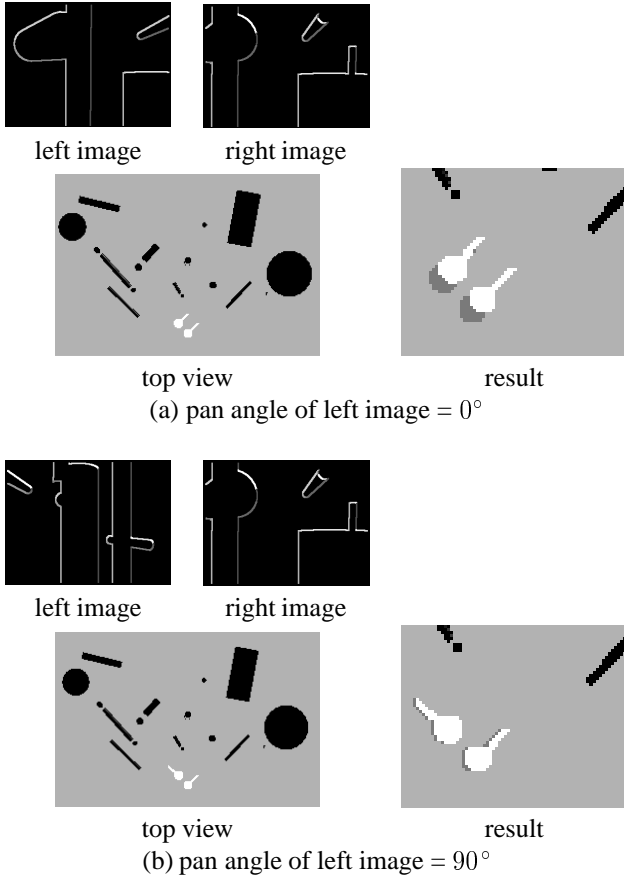 left image right image
top view result
(a) pan angle of left image = 0°
left image right image
top view result
(b) pan angle of left image = 90°